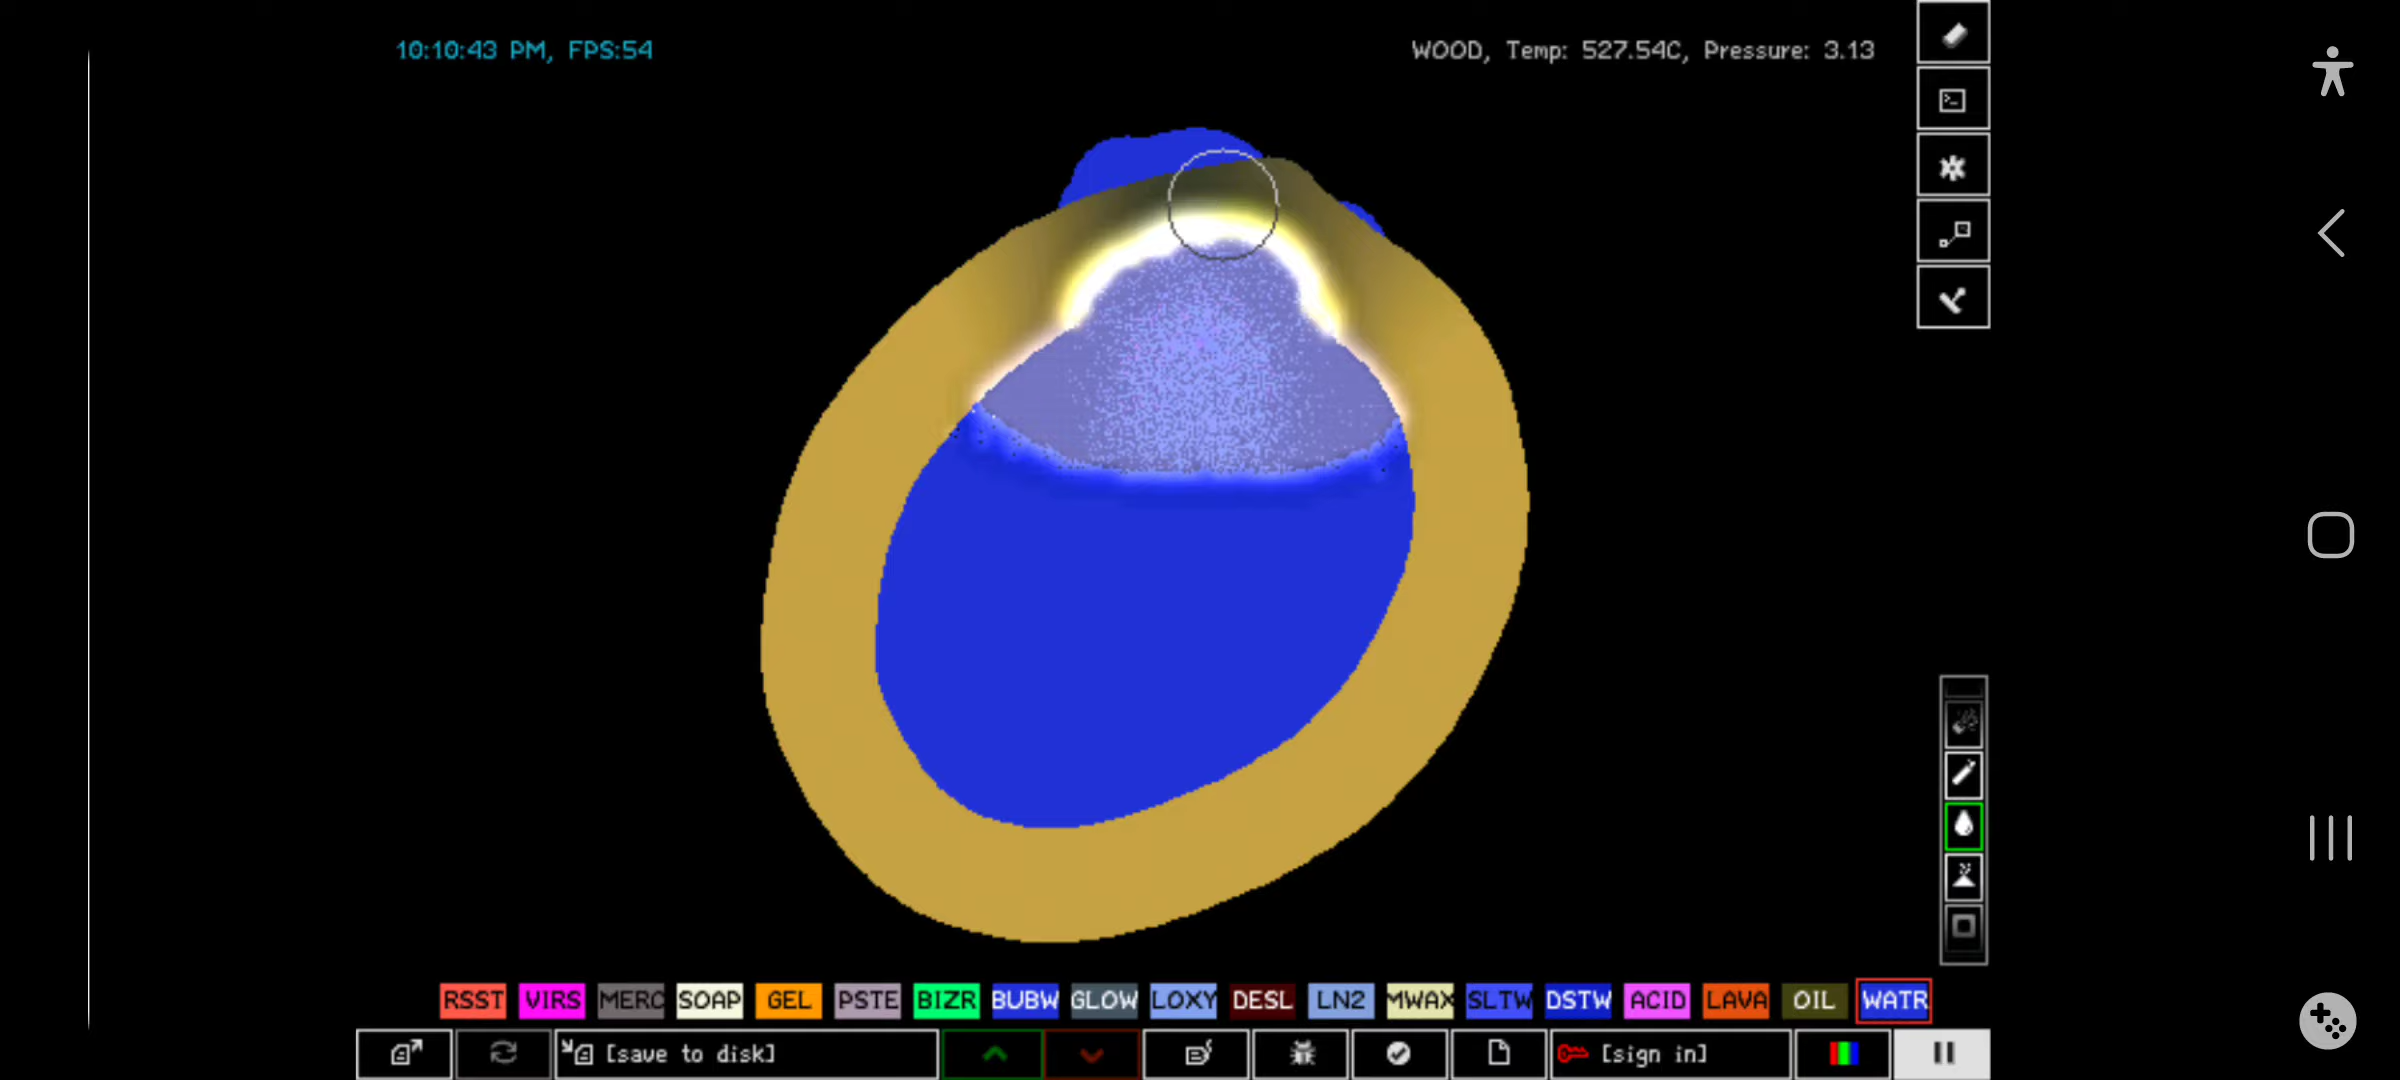 10:10:43 PM, FPS:54
WOOD, Temp: 527.54C, Pressure: 3.13
RSST VIRS MERC SOAP GEL PSTE BIZR BUBW GLOW LOXY DESL LN2 MWAX SLTW DSTW ACID LAVA OIL WATR
[save to disk] [sign in]